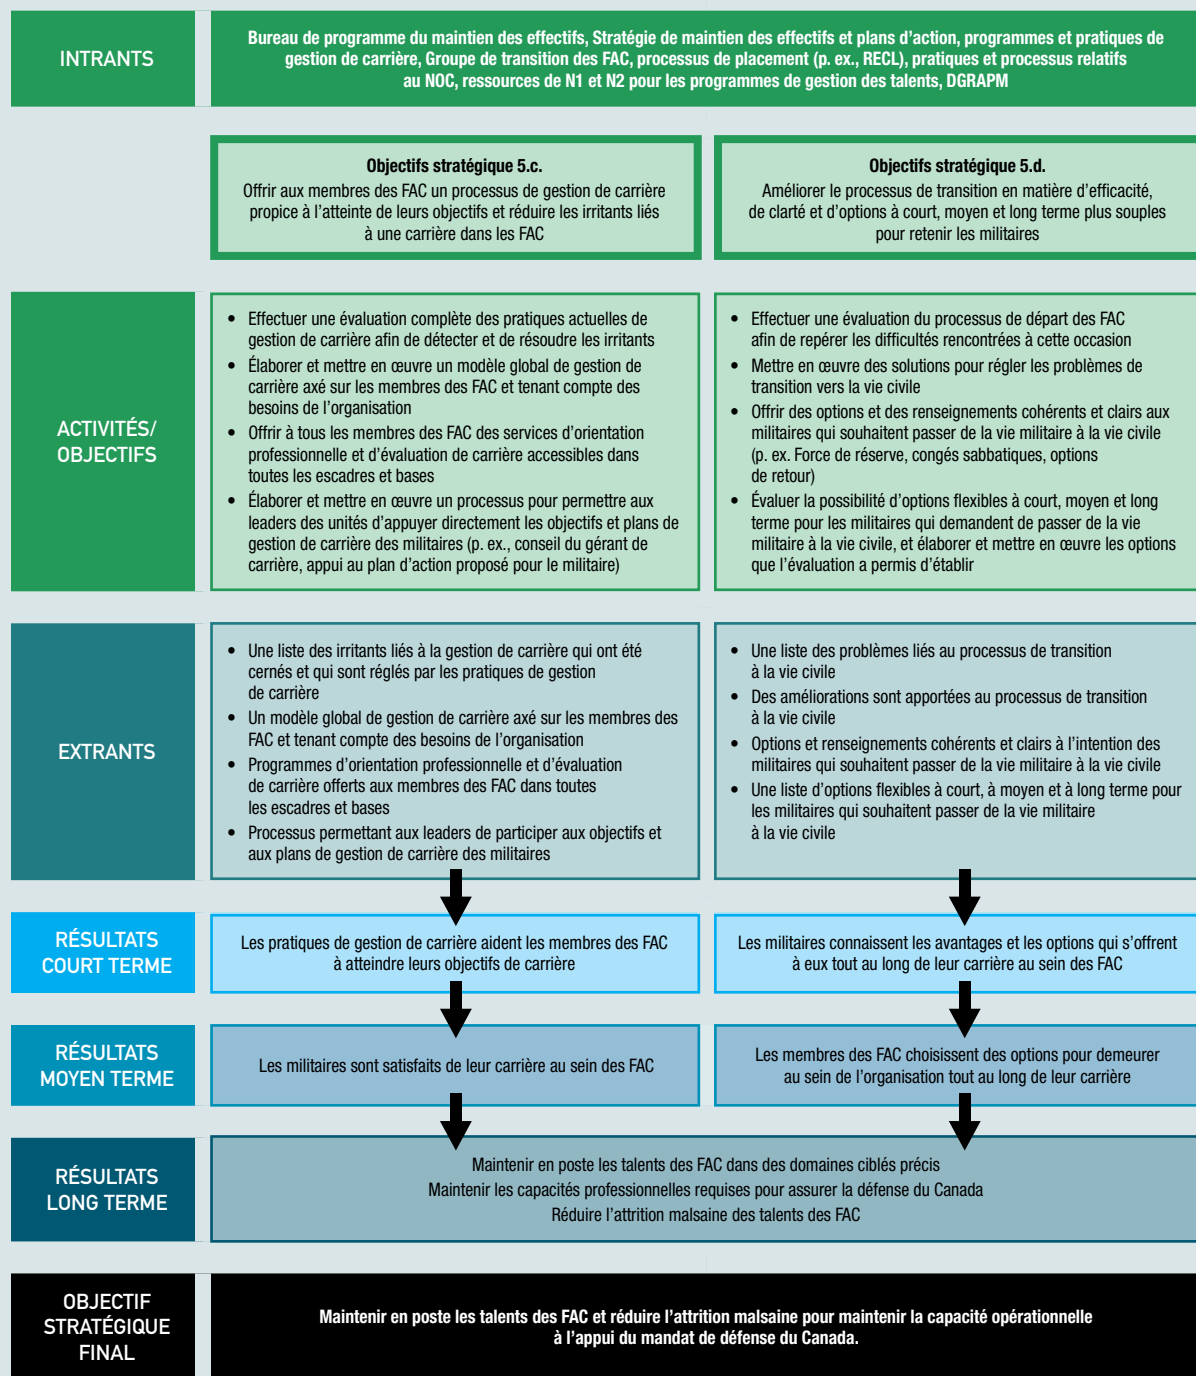 INTRANTS
Bureau de programme du maintien des effectifs, Stratégie de maintien des effectifs et plans d'action, programmes et pratiques de
gestion de carrière, Groupe de transition des FAC, processus de placement (p. ex., RECL), pratiques et processus relatifs
au NOC, ressources de N1 et N2 pour les programmes de gestion des talents, DGRAPM
Objectifs stratégique 5.c.
Offrir aux membres des FAC un processus de gestion de carrière
propice à l'atteinte de leurs objectifs et réduire les irritants liés
à une carrière dans les FAC
Objectifs stratégique 5.d.
Améliorer le processus de transition en matière d'efficacité,
de clarté et d'options à court, moyen et long terme plus souples
pour retenir les militaires
ACTIVITÉS/
OBJECTIFS
• Effectuer une évaluation complète des pratiques actuelles de
gestion de carrière afin de détecter et de résoudre les irritants
• Élaborer et mettre en œuvre un modèle global de gestion de
carrière axé sur les membres des FAC et tenant compte des
besoins de l'organisation
• Offrir à tous les membres des FAC des services d'orientation
professionnelle et d'évaluation de carrière accessibles dans
toutes les escadres et bases
• Élaborer et mettre en œuvre un processus pour permettre aux
leaders des unités d'appuyer directement les objectifs et plans de
gestion de carrière des militaires (p. ex., conseil du gérant de
carrière, appui au plan d'action proposé pour le militaire)
• Effectuer une évaluation du processus de départ des FAC
afin de repérer les difficultés rencontrées à cette occasion
• Mettre en œuvre des solutions pour régler les problèmes de
transition vers la vie civile
• Offrir des options et des renseignements cohérents et clairs aux
militaires qui souhaitent passer de la vie militaire à la vie civile
(p. ex. Force de réserve, congés sabbatiques, options
de retour)
• Évaluer la possibilité d'options flexibles à court, moyen et long
terme pour les militaires qui demandent de passer de la vie
militaire à la vie civile, et élaborer et mettre en œuvre les options
que l'évaluation a permis d'établir
EXTRANTS
• Une liste des irritants liés à la gestion de carrière qui ont été
cernés et qui sont réglés par les pratiques de gestion
de carrière
• Un modèle global de gestion de carrière axé sur les membres des
FAC et tenant compte des besoins de l'organisation
• Programmes d'orientation professionnelle et d'évaluation
de carrière offerts aux membres des FAC dans toutes
les escadres et bases
• Processus permettant aux leaders de participer aux objectifs et
aux plans de gestion de carrière des militaires
• Une liste des problèmes liés au processus de transition
à la vie civile
• Des améliorations sont apportées au processus de transition
à la vie civile
• Options et renseignements cohérents et clairs à l'intention des
militaires qui souhaitent passer de la vie militaire à la vie civile
• Une liste d'options flexibles à court, à moyen et à long terme pour
les militaires qui souhaitent passer de la vie militaire
à la vie civile
RÉSULTATS
COURT TERME
Les pratiques de gestion de carrière aident les membres des FAC
à atteindre leurs objectifs de carrière
Les militaires connaissent les avantages et les options qui s'offrent
à eux tout au long de leur carrière au sein des FAC
RÉSULTATS
MOYEN TERME
Les militaires sont satisfaits de leur carrière au sein des FAC
Les membres des FAC choisissent des options pour demeurer
au sein de l'organisation tout au long de leur carrière
RÉSULTATS
LONG TERME
Maintenir en poste les talents des FAC dans des domaines ciblés précis
Maintenir les capacités professionnelles requises pour assurer la défense du Canada
Réduire l'attrition malsaine des talents des FAC
OBJECTIF
STRATÉGIQUE
FINAL
Maintenir en poste les talents des FAC et réduire l'attrition malsaine pour maintenir la capacité opérationnelle
à l'appui du mandat de défense du Canada.